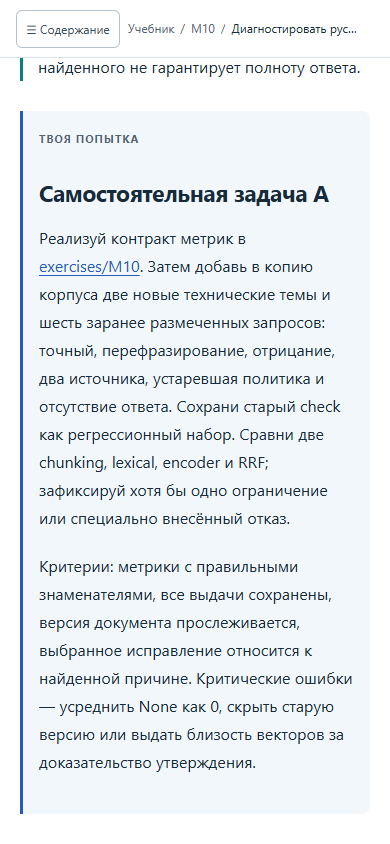 ☰ Содержание
Учебник / M10 / Диагностировать рус...
найденного не гарантирует полноту ответа.
ТВОЯ ПОПЫТКА
Самостоятельная задача A
Реализуй контракт метрик в
exercises/M10. Затем добавь в копию
корпуса две новые технические темы и
шесть заранее размеченных запросов:
точный, перефразирование, отрицание,
два источника, устаревшая политика и
отсутствие ответа. Сохрани старый check
как регрессионный набор. Сравни две
chunking, lexical, encoder и RRF;
зафиксируй хотя бы одно ограничение
или специально внесённый отказ.
Критерии: метрики с правильными
знаменателями, все выдачи сохранены,
версия документа прослеживается,
выбранное исправление относится к
найденной причине. Критические ошибки
— усреднить None как 0, скрыть старую
версию или выдать близость векторов за
доказательство утверждения.